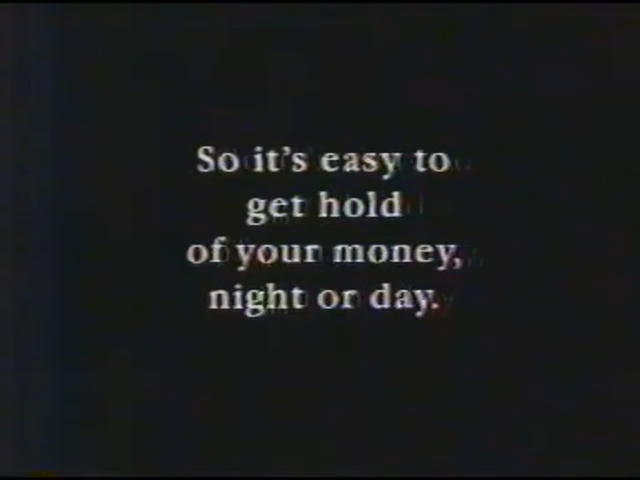 So it's easy to
get hold
of your money,
night or day.